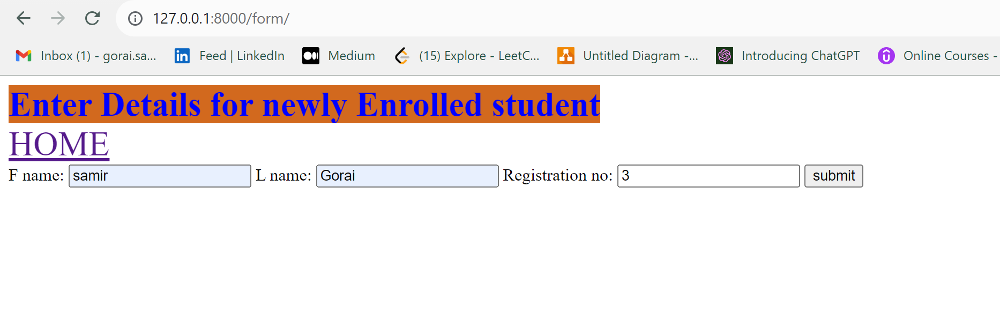 127.0.0.1:8000/form/
Inbox (1) - gorai.sa... Feed | LinkedIn Medium (15) Explore - LeetC... Untitled Diagram -... Introducing ChatGPT Online Courses -
Enter Details for newly Enrolled student
HOME
F name: samir L name: Gorai Registration no: 3 submit